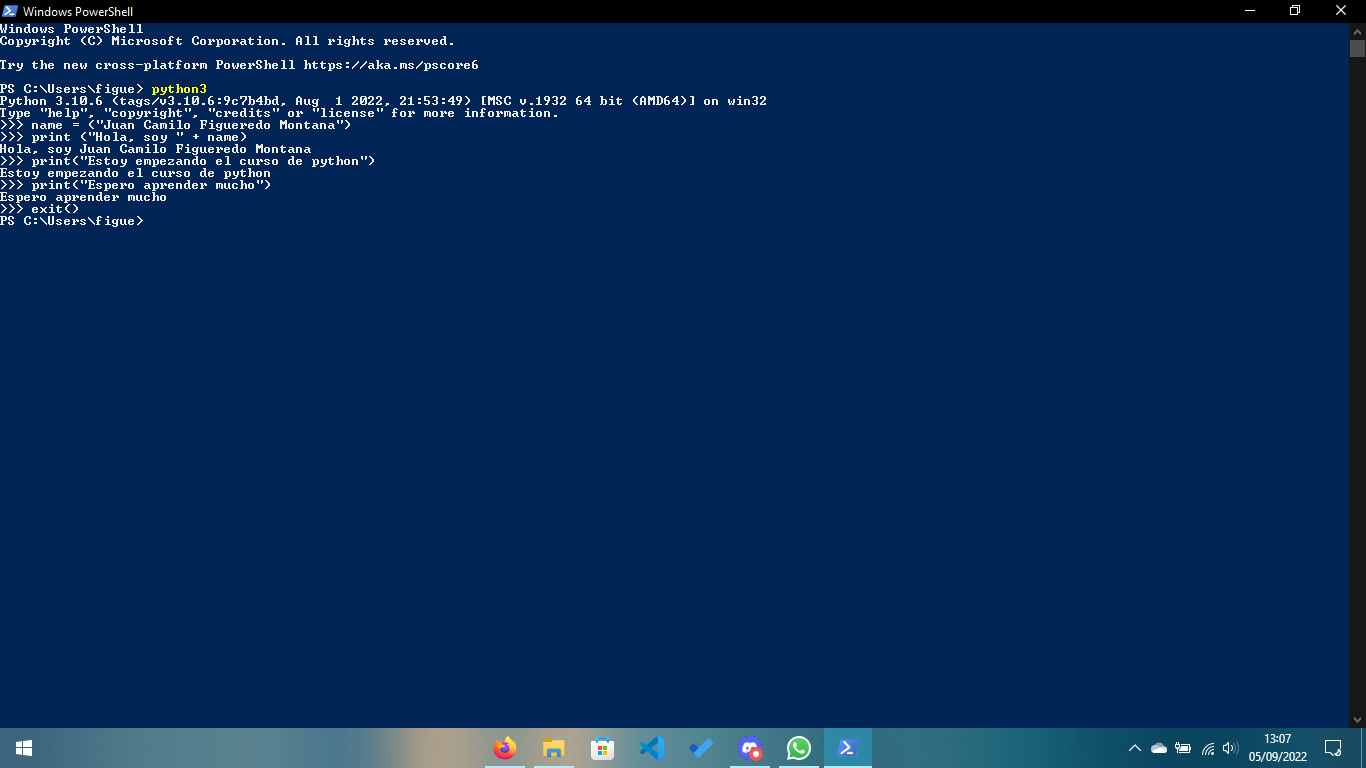 Windows PowerShell
Windows PowerShell
Copyright (C) Microsoft Corporation. All rights reserved.
Try the new cross-platform PowerShell https://aka.ms/pscore6
PS C:\Users\figue> python3
Python 3.10.6 (tags/v3.10.6:9c7b4bd, Aug  1 2022, 21:53:49) [MSC v.1932 64 bit (AMD64)] on win32
Type "help", "copyright", "credits" or "license" for more information.
>>> name = ("Juan Camilo Figueredo Montana")
>>> print ("Hola, soy " + name)
Hola, soy Juan Camilo Figueredo Montana
>>> print("Estoy empezando el curso de python")
Estoy empezando el curso de python
>>> print("Espero aprender mucho")
Espero aprender mucho
>>> exit()
PS C:\Users\figue>
13:07
05/09/2022